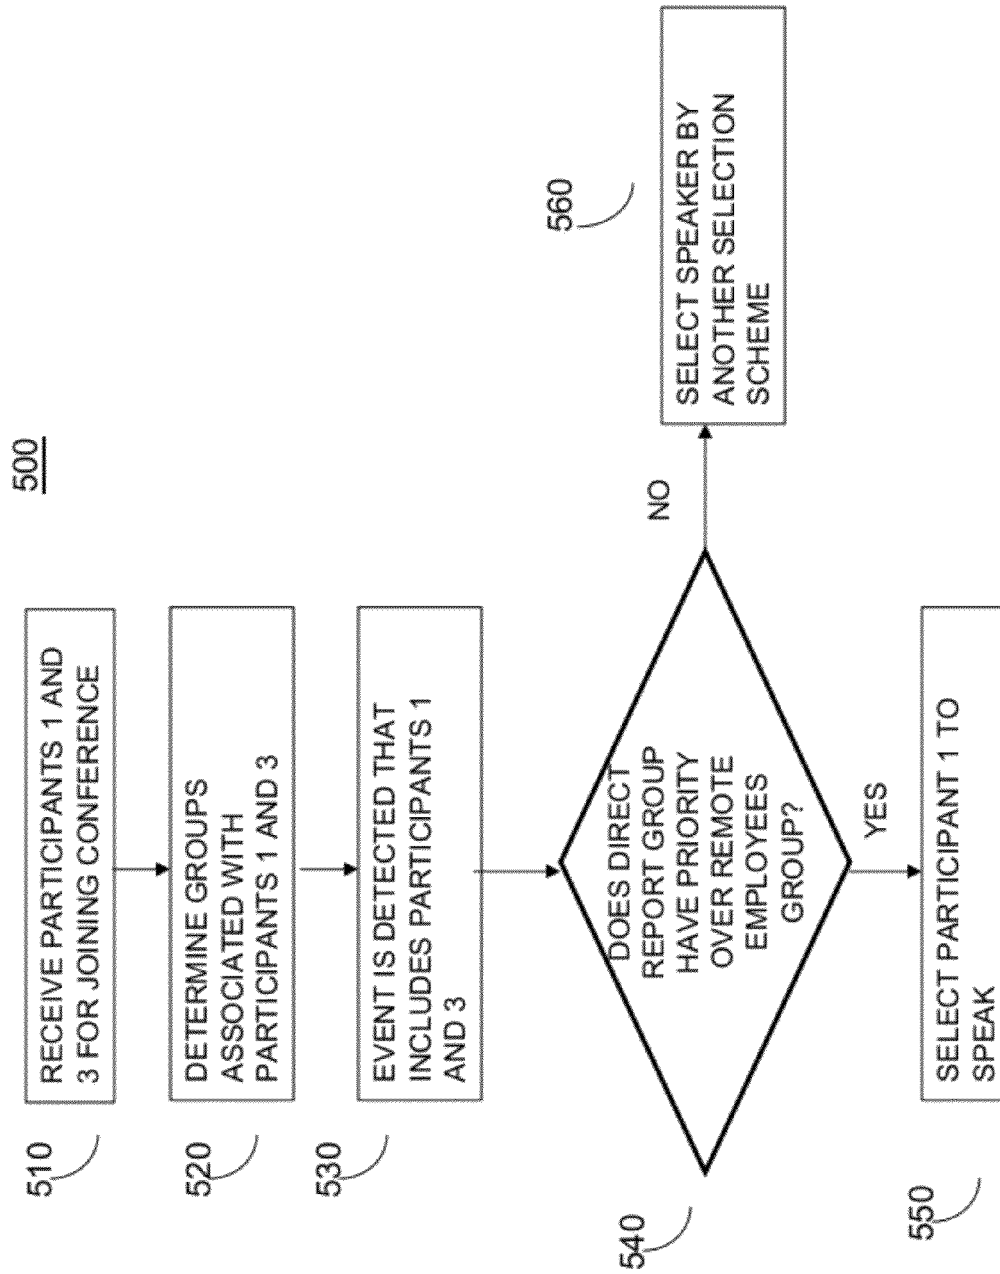 500
510
RECEIVE PARTICIPANTS 1 AND
3 FOR JOINING CONFERENCE
520
DETERMINE GROUPS
ASSOCIATED WITH
PARTICIPANTS 1 AND 3
530
EVENT IS DETECTED THAT
INCLUDES PARTICIPANTS 1
AND 3
540
DOES DIRECT
REPORT GROUP
HAVE PRIORITY
OVER REMOTE
EMPLOYEES
GROUP?
NO
560
SELECT SPEAKER BY
ANOTHER SELECTION
SCHEME
YES
550
SELECT PARTICIPANT 1 TO
SPEAK